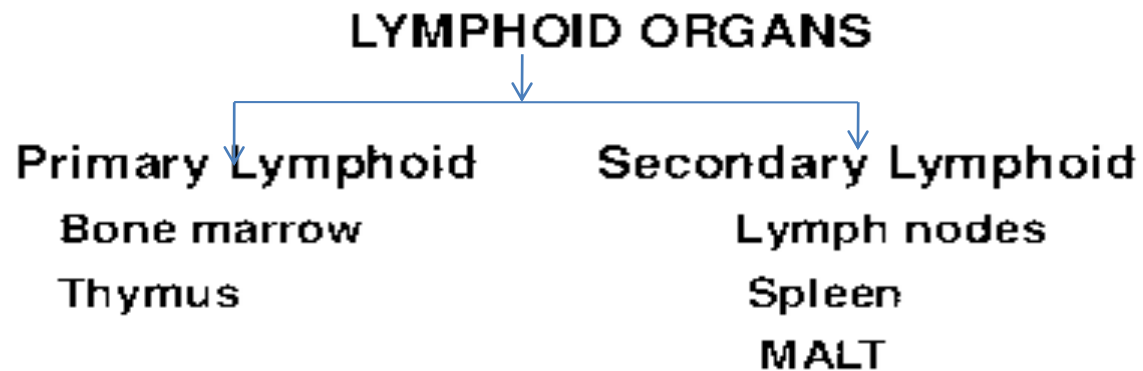 LYMPHOID ORGANS
Primary Lymphoid
Bone marrow
Thymus
Secondary Lymphoid
Lymph nodes
Spleen
MALT